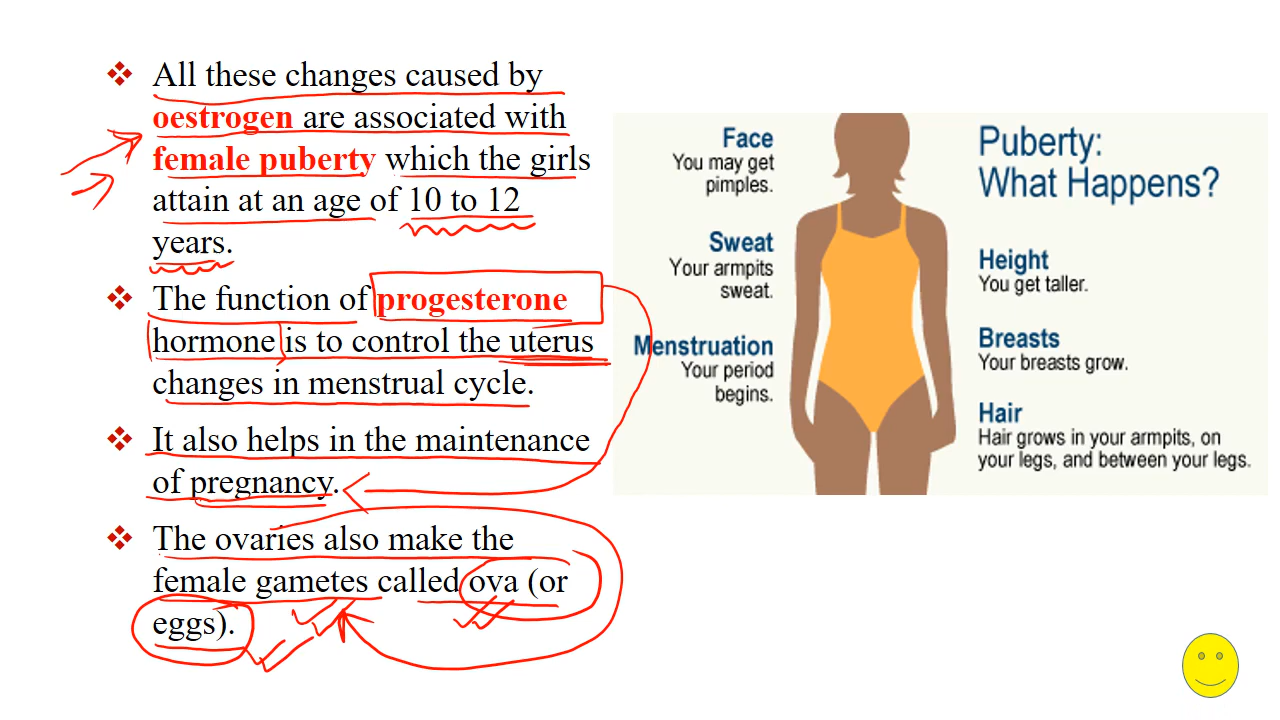 ❖ All these changes caused by
oestrogen are associated with
female puberty which the girls
attain at an age of 10 to 12
years.
❖ The function of progesterone
hormone is to control the uterus
changes in menstrual cycle.
❖ It also helps in the maintenance
of pregnancy.
❖ The ovaries also make the
female gametes called ova (or
eggs).
Face
You may get
pimples.
Sweat
Your armpits
sweat.
Menstruation
Your period
begins.
Puberty:
What Happens?
Height
You get taller.
Breasts
Your breasts grow.
Hair
Hair grows in your armpits, on
your legs, and between your legs.